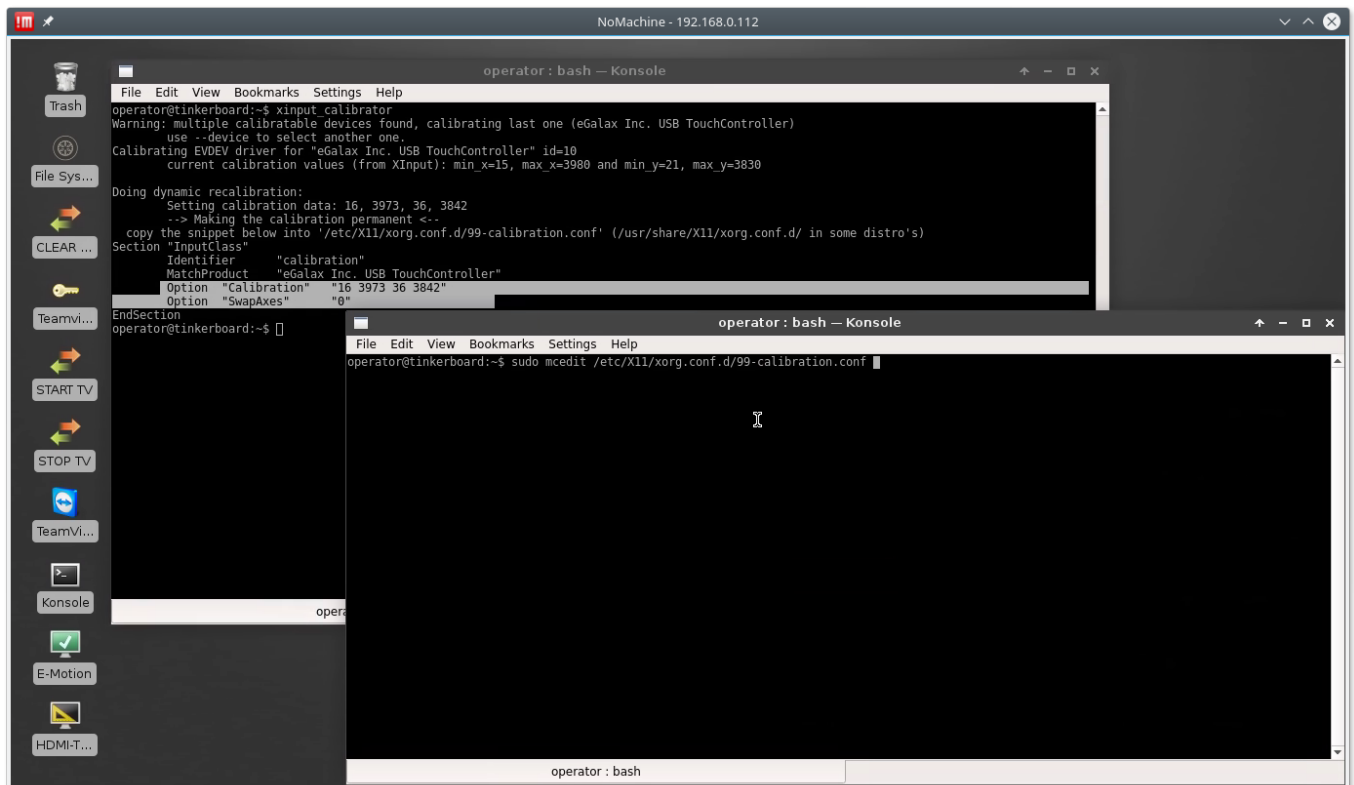 NoMachine - 192.168.0.112
Trash
File Sys...
CLEAR ...
Teamvi...
START TV
STOP TV
TeamVi...
Konsole
E-Motion
HDMI-T...
operator : bash — Konsole
File Edit View Bookmarks Settings Help
operator@tinkerboard:~$ xinput_calibrator
Warning: multiple calibratable devices found, calibrating last one (eGalax Inc. USB TouchController)
use --device to select another one.
Calibrating EVDEV driver for "eGalax Inc. USB TouchController" id=10
current calibration values (from XInput): min_x=15, max_x=3980 and min_y=21, max_y=3830
Doing dynamic recalibration:
Setting calibration data: 16, 3973, 36, 3842
--> Making the calibration permanent <--
copy the snippet below into '/etc/X11/xorg.conf.d/99-calibration.conf' (/usr/share/X11/xorg.conf.d/ in some distro's)
Section "InputClass"
Identifier "calibration"
MatchProduct "eGalax Inc. USB TouchController"
Option "Calibration" "16 3973 36 3842"
Option "SwapAxes" "0"
EndSection
operator@tinkerboard:~$
opera
operator : bash — Konsole
File Edit View Bookmarks Settings Help
operator@tinkerboard:~$ sudo mcedit /etc/X11/xorg.conf.d/99-calibration.conf
operator : bash